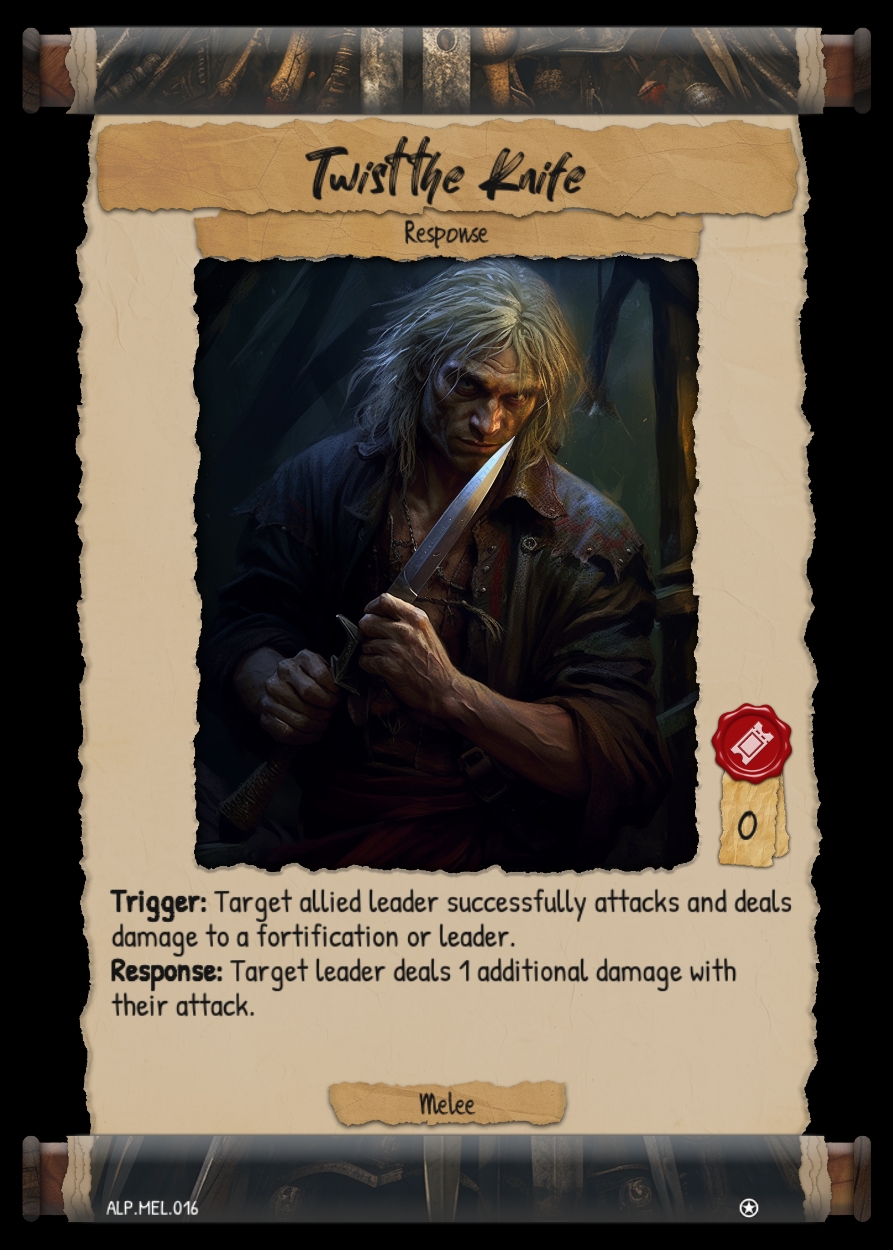 Twist the Knife
Response
0
Trigger: Target allied leader successfully attacks and deals
damage to a fortification or leader.
Response: Target leader deals 1 additional damage with
their attack.
Melee
ALP.MEL.016